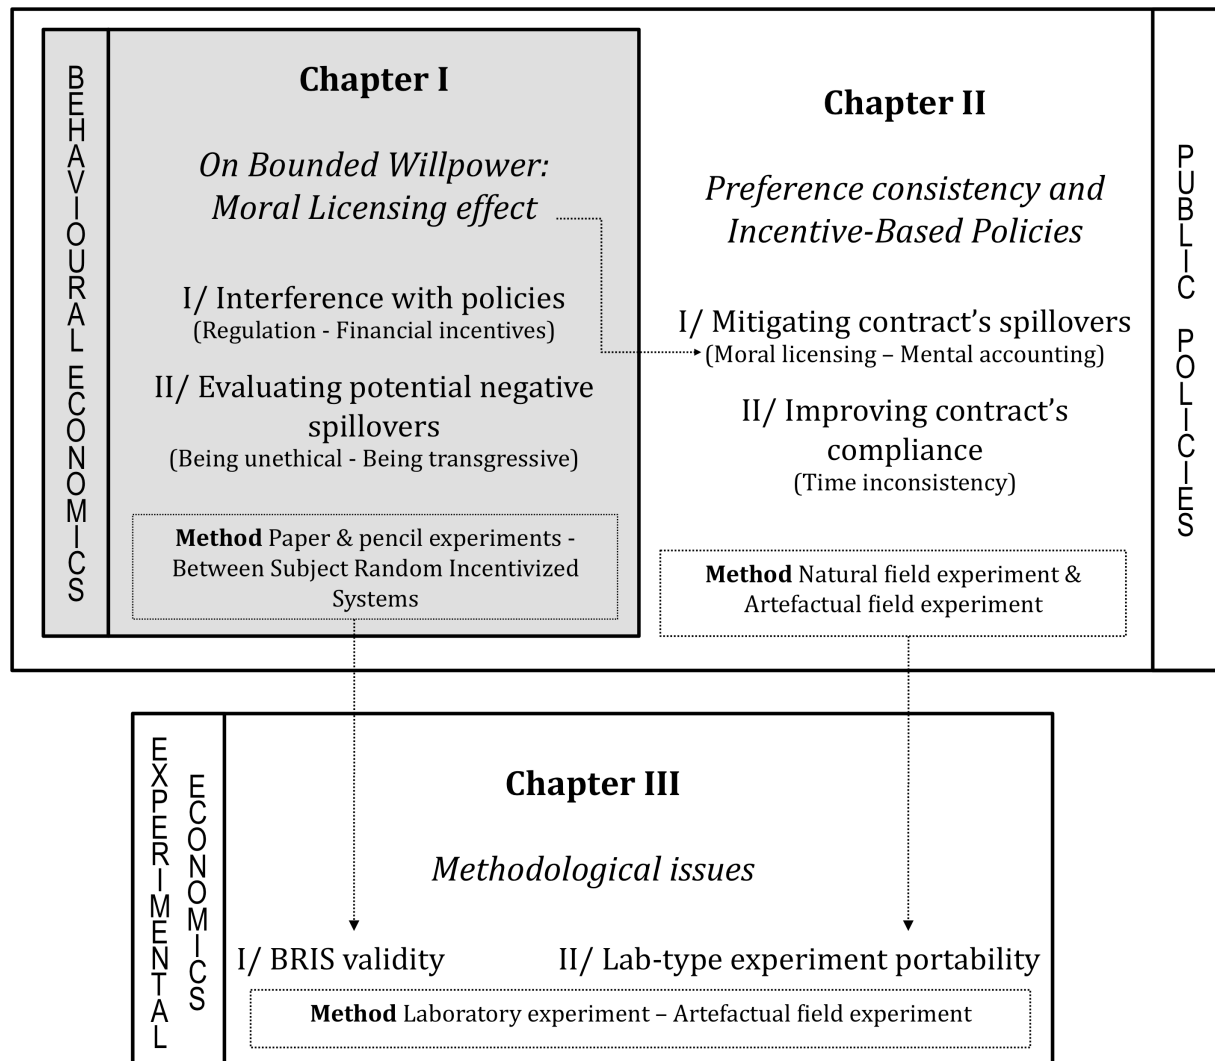 BEHAVIOURAL ECONOMICS
Chapter I
On Bounded Willpower:
Moral Licensing effect
I/ Interference with policies
(Regulation - Financial incentives)
II/ Evaluating potential negative
spillovers
(Being unethical - Being transgressive)
Method Paper & pencil experiments -
Between Subject Random Incentivized
Systems
Chapter II
Preference consistency and
Incentive-Based Policies
I/ Mitigating contract’s spillovers
(Moral licensing – Mental accounting)
II/ Improving contract’s
compliance
(Time inconsistency)
Method Natural field experiment &
Artefactual field experiment
PUBLIC POLICIES
EXPERIMENTAL
ECONOMICS
Chapter III
Methodological issues
I/ BRIS validity
II/ Lab-type experiment portability
Method Laboratory experiment – Artefactual field experiment